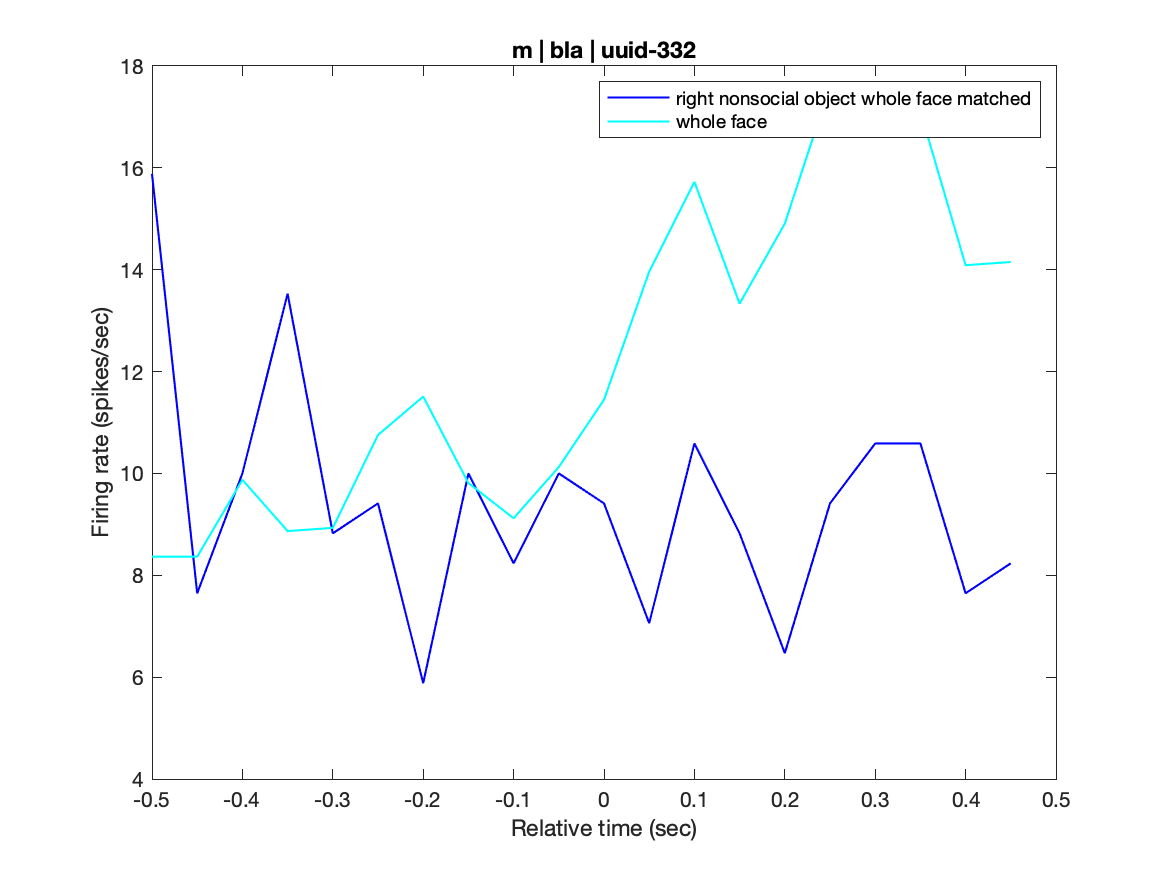 m | bla | uuid-332
right nonsocial object whole face matched
whole face
Firing rate (spikes/sec)
18
16
14
12
10
8
6
4
-0.5 -0.4 -0.3 -0.2 -0.1 0 0.1 0.2 0.3 0.4 0.5
Relative time (sec)